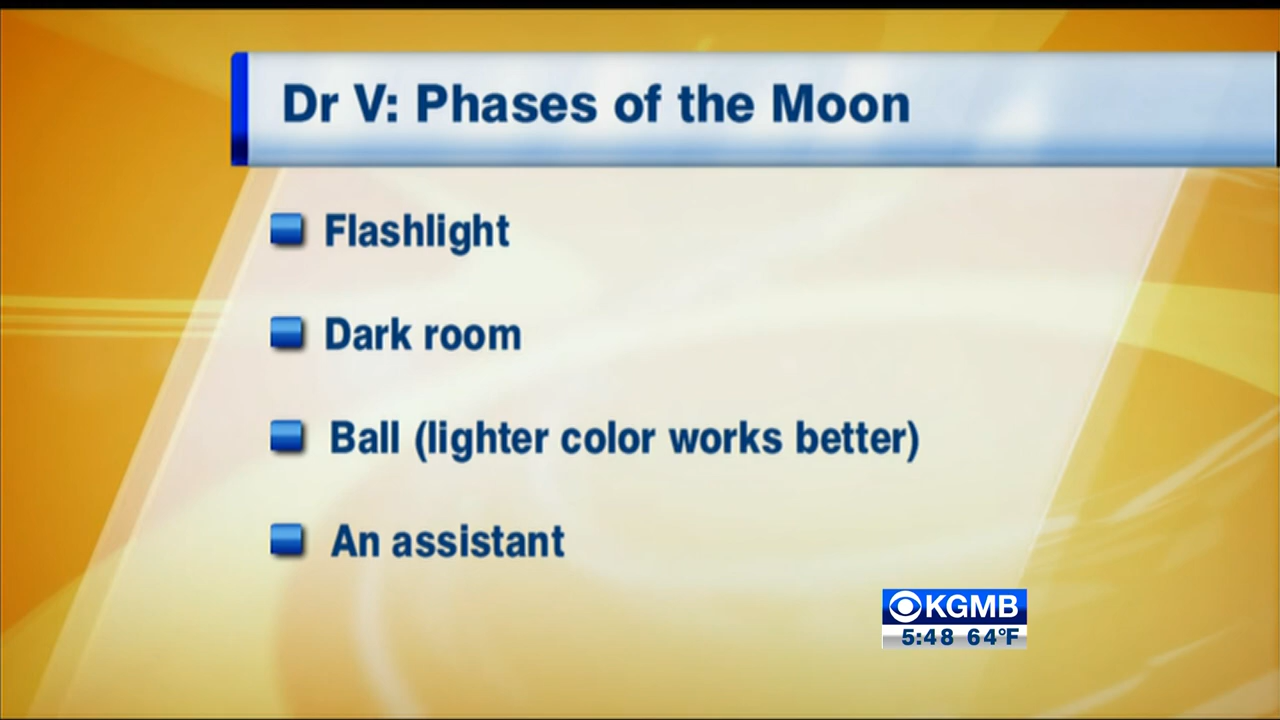 Dr V: Phases of the Moon
Flashlight
Dark room
Ball (lighter color works better)
An assistant
KGMB
5:48 64°F